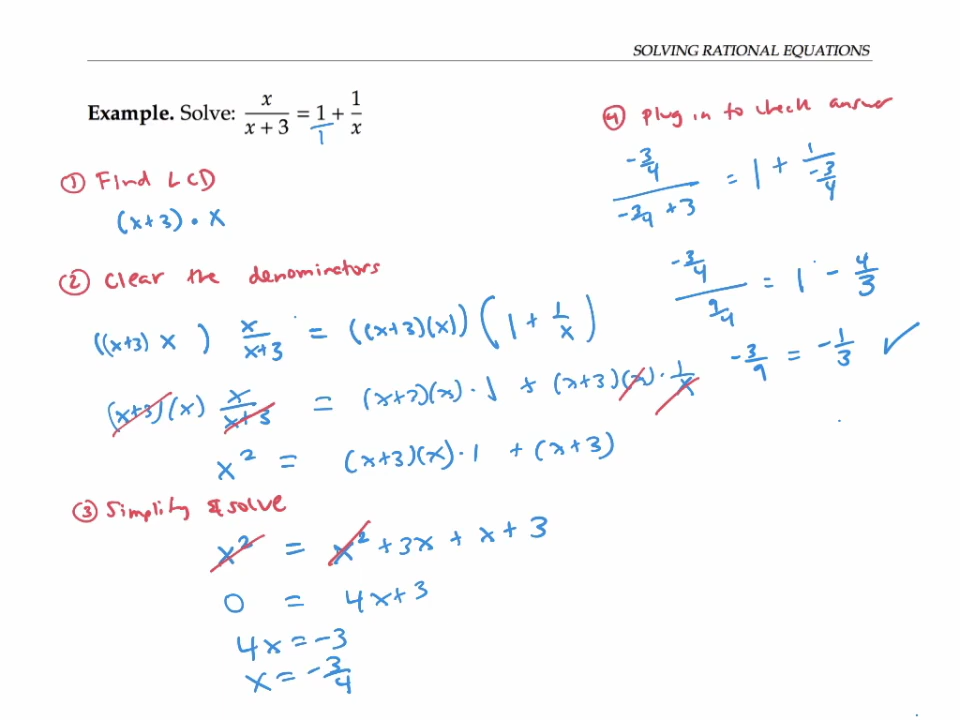 SOLVING RATIONAL EQUATIONS
Example. Solve: x/(x + 3) = 1/1 + 1/x
① Find LCD
(x+3) • x
② Clear the denominators
((x+3) x ) x/(x+3) = ((x+3)(x)) (1 + 1/x)
(x+3)(x) x/(x+3) = (x+3)(x) · 1 + (x+3)(x) · 1/x
x² = (x+3)(x) · 1 + (x+3)
③ Simplify & solve
x² = x² + 3x + x + 3
0 = 4x+3
4x = -3
x = -3/4
④ Plug in to check answer
(-3/4)/(-3/4 + 3) = 1 + 1/(-3/4)
(-3/4)/(9/4) = 1 - 4/3
-3/9 = -1/3 ✓